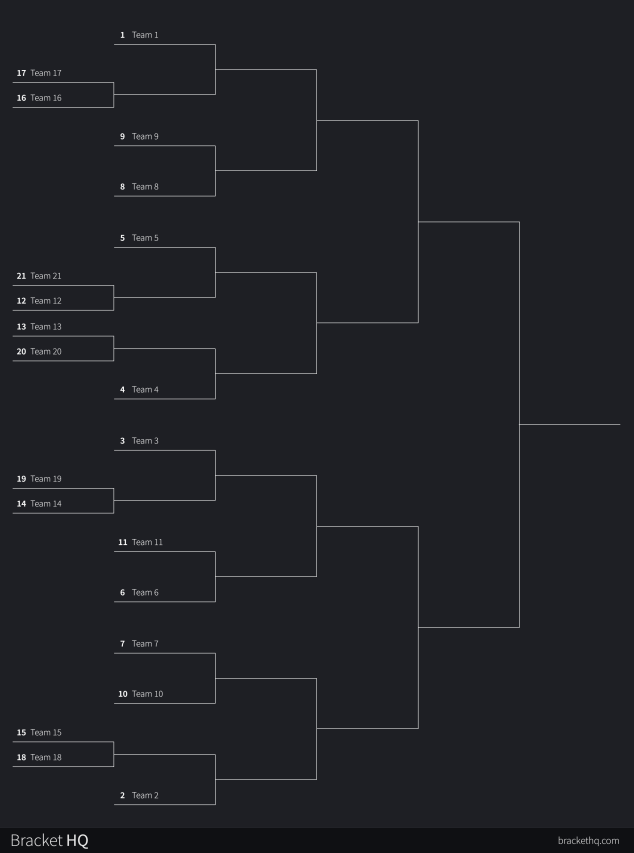 1 Team 1
17 Team 17
16 Team 16
9 Team 9
8 Team 8
5 Team 5
21 Team 21
12 Team 12
13 Team 13
20 Team 20
4 Team 4
3 Team 3
19 Team 19
14 Team 14
11 Team 11
6 Team 6
7 Team 7
10 Team 10
15 Team 15
18 Team 18
2 Team 2
Bracket HQ
brackethq.com